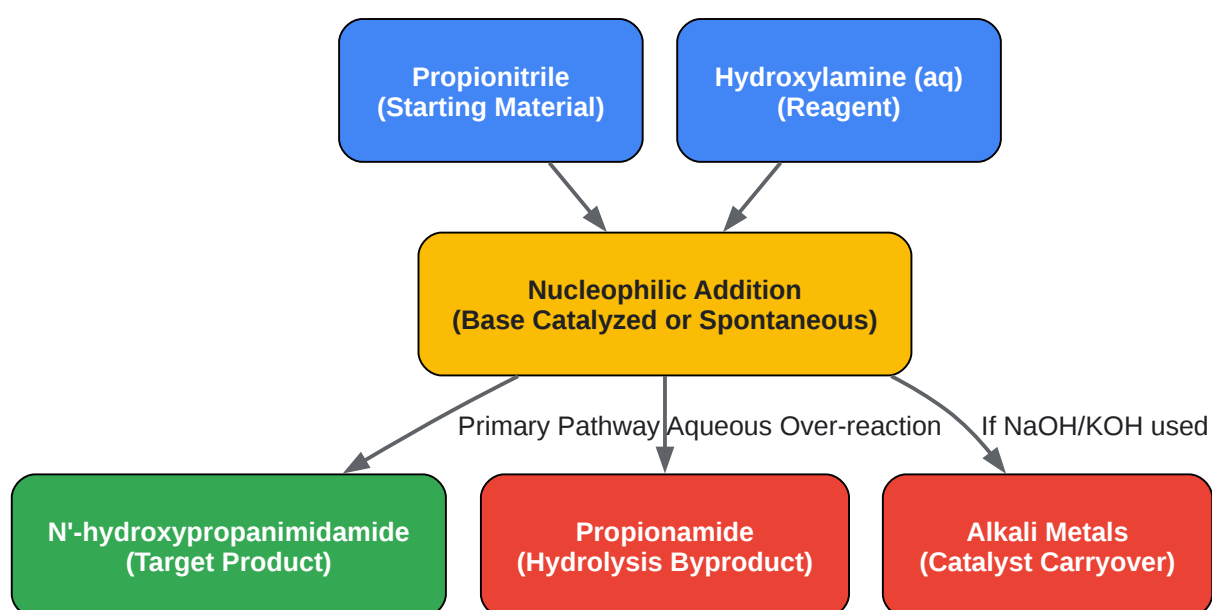 Propionitrile
(Starting Material)
Hydroxylamine (aq)
(Reagent)
Nucleophilic Addition
(Base Catalyzed or Spontaneous)
Primary Pathway
Aqueous Over-reaction
If NaOH/KOH used
N'-hydroxypropanimidamide
(Target Product)
Propionamide
(Hydrolysis Byproduct)
Alkali Metals
(Catalyst Carryover)